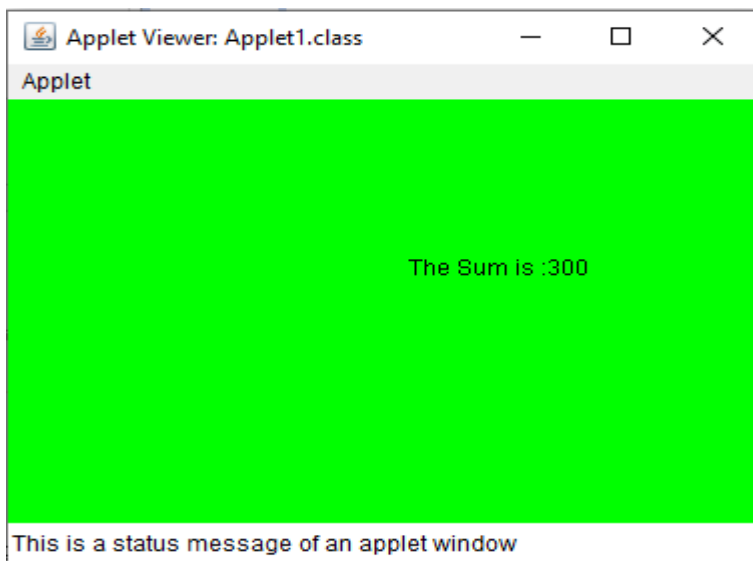 Applet Viewer: Applet1.class
Applet
The Sum is :300
This is a status message of an applet window